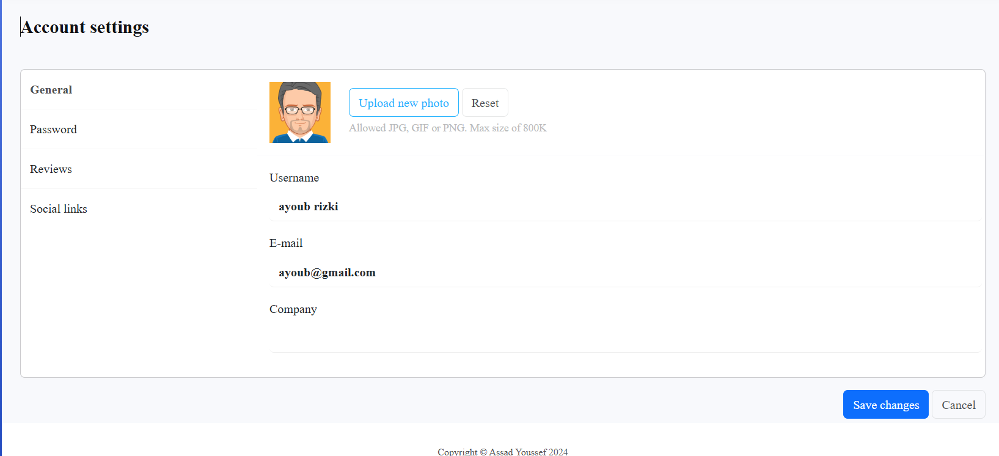 Account settings
General
Password
Reviews
Social links
Upload new photo
Reset
Allowed JPG, GIF or PNG. Max size of 800K
Username
ayoub rizki
E-mail
ayoub@gmail.com
Company
Save changes
Cancel
Copyright © Assad Youssef 2024